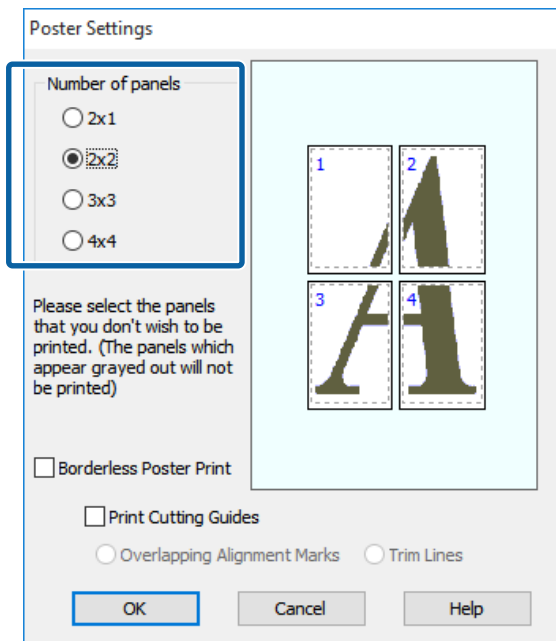 Poster Settings
Number of panels
2x1
2x2
3x3
4x4
1
2
3
4
Please select the panels
that you don't wish to be
printed. (The panels which
appear grayed out will not
be printed)
Borderless Poster Print
Print Cutting Guides
Overlapping Alignment Marks
Trim Lines
OK
Cancel
Help